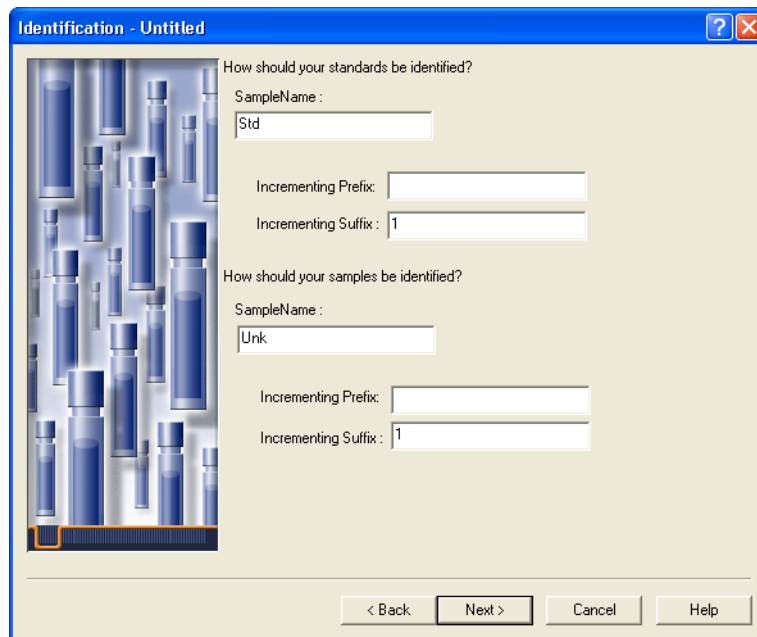 Identification - Untitled
How should your standards be identified?
SampleName :
Std
Incrementing Prefix:
Incrementing Suffix : 1
How should your samples be identified?
SampleName :
Unk
Incrementing Prefix:
Incrementing Suffix : 1
< Back Next > Cancel Help